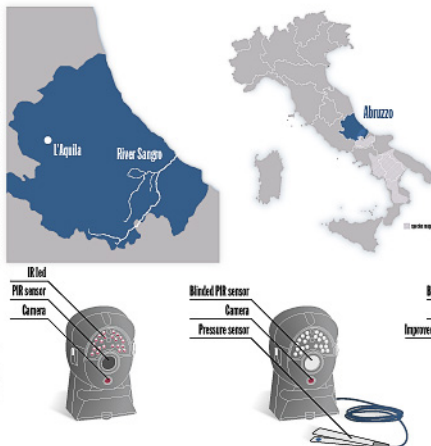 Abruzzo
L'Aquila
River Sangro
IR led
PIR sensor
Camera
Blinded PIR sensor
Camera
Pressure sensor